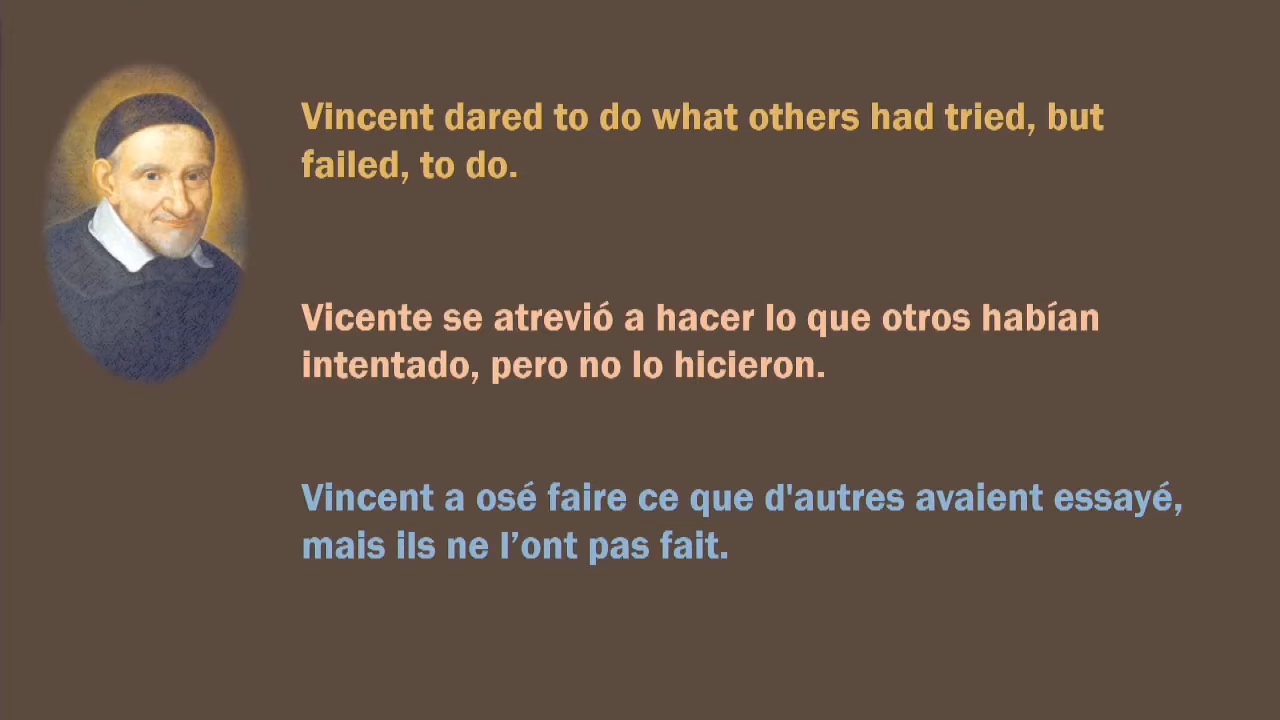 Vincent dared to do what others had tried, but
failed, to do.
Vicente se atrevió a hacer lo que otros habían
intentado, pero no lo hicieron.
Vincent a osé faire ce que d'autres avaient essayé,
mais ils ne l’ont pas fait.